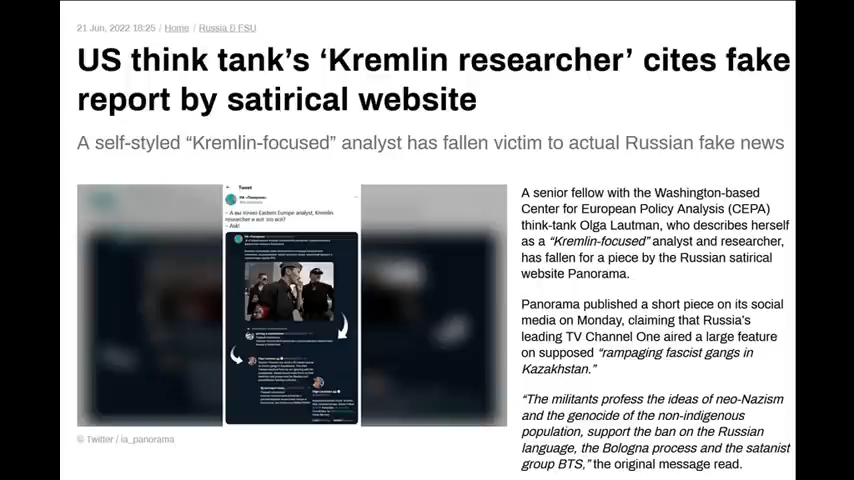 21 Jun, 2022 18:25 / Home / Russia & FSU
US think tank's 'Kremlin researcher' cites fake
report by satirical website
A self-styled “Kremlin-focused” analyst has fallen victim to actual Russian fake news
Tweet
- А вы точно Eastern Europe analyst, Kremlin
researcher и вот это всё?
- Ask!
© Twitter / ia_panorama
A senior fellow with the Washington-based
Center for European Policy Analysis (CEPA)
think-tank Olga Lautman, who describes herself
as a “Kremlin-focused” analyst and researcher,
has fallen for a piece by the Russian satirical
website Panorama.
Panorama published a short piece on its social
media on Monday, claiming that Russia's
leading TV Channel One aired a large feature
on supposed “rampaging fascist gangs in
Kazakhstan.”
“The militants profess the ideas of neo-Nazism
and the genocide of the non-indigenous
population, support the ban on the Russian
language, the Bologna process and the satanist
group BTS,” the original message read.